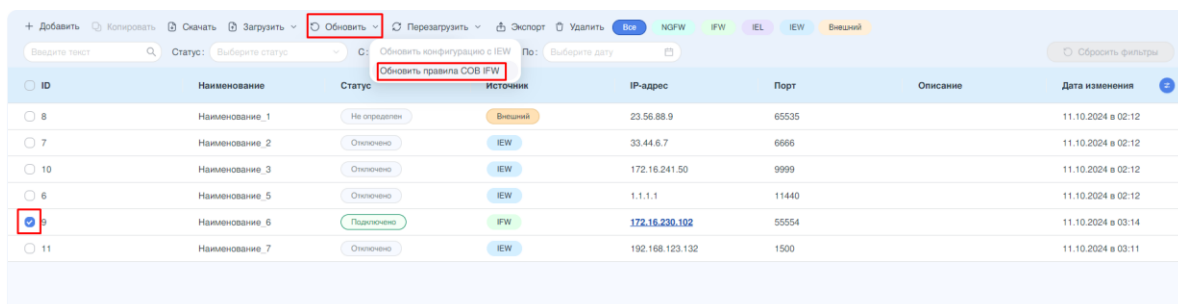 Добавить Копировать Скачать Загрузить Обновить Перезагрузить Экспорт Удалить Все NGFW IFW IEL IEW Внешний
Введите текст Статус: Выберите статус С: Обновить конфигурацию с IEW По: Выберите дату Сбросить фильтры
Обновить правила СОВ IFW
ID Наименование Статус Источник IP-адрес Порт Описание Дата изменения
8 Наименование_1 Не определен Внешний 23.56.88.9 65535 11.10.2024 в 02:12
7 Наименование_2 Отключено IEW 33.44.6.7 6666 11.10.2024 в 02:12
10 Наименование_3 Отключено IEW 172.16.241.50 9999 11.10.2024 в 02:12
6 Наименование_5 Отключено IEW 1.1.1.1 11440 11.10.2024 в 02:12
9 Наименование_6 Подключено IFW 172.16.230.102 55554 11.10.2024 в 03:14
11 Наименование_7 Отключено IEW 192.168.123.132 1500 11.10.2024 в 03:11